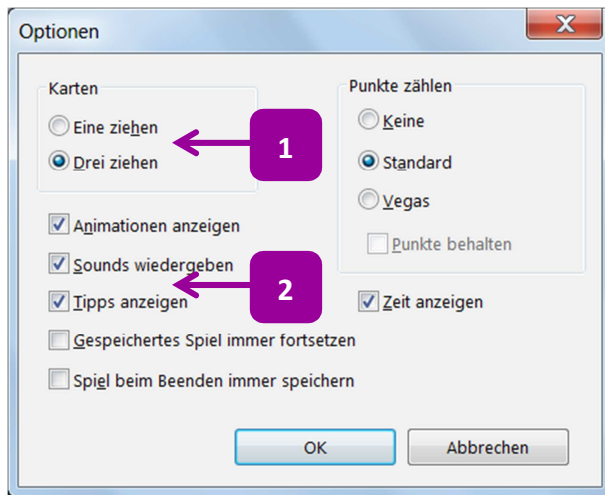 Optionen
Karten
Eine ziehen
Drei ziehen
1
Punkte zählen
Keine
Standard
Vegas
Punkte behalten
Animationen anzeigen
Sounds wiedergeben
2
Tipps anzeigen
Zeit anzeigen
Gespeichertes Spiel immer fortsetzen
Spiel beim Beenden immer speichern
OK
Abbrechen